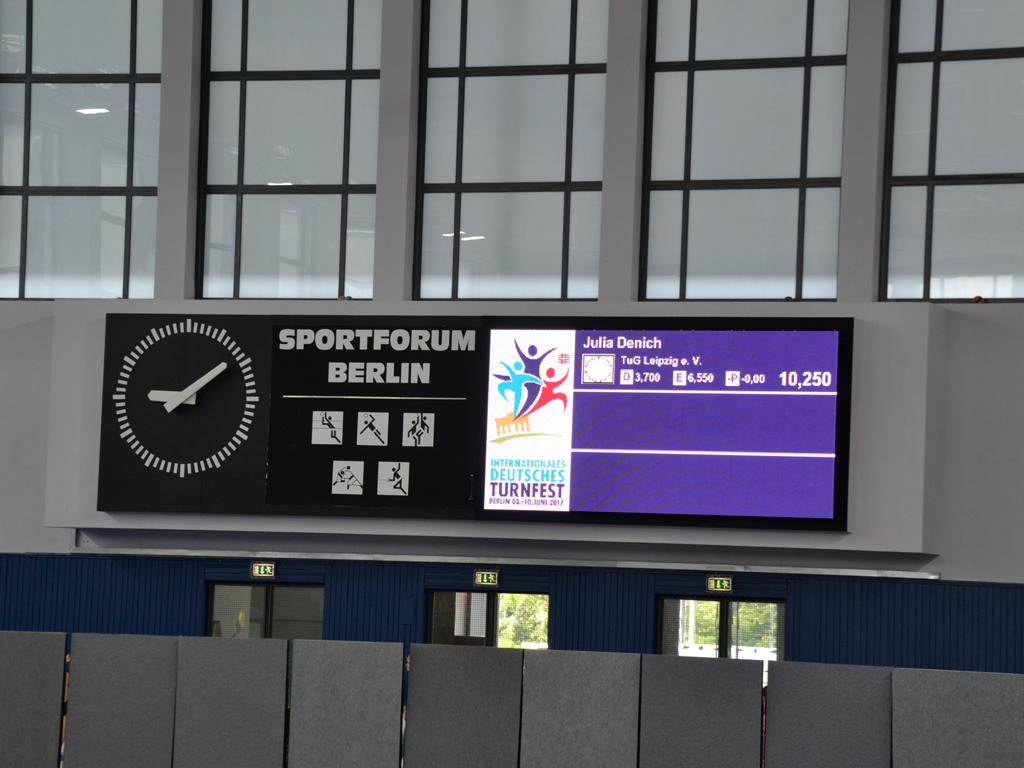 SPORTFORUM
BERLIN
INTERNATIONALES
DEUTSCHES
TURNFEST
BERLIN 03.-10. JUNI 2017
Julia Denich
TuG Leipzig e. V.
D 3,700 E 6,550 -P -0,00 10,250